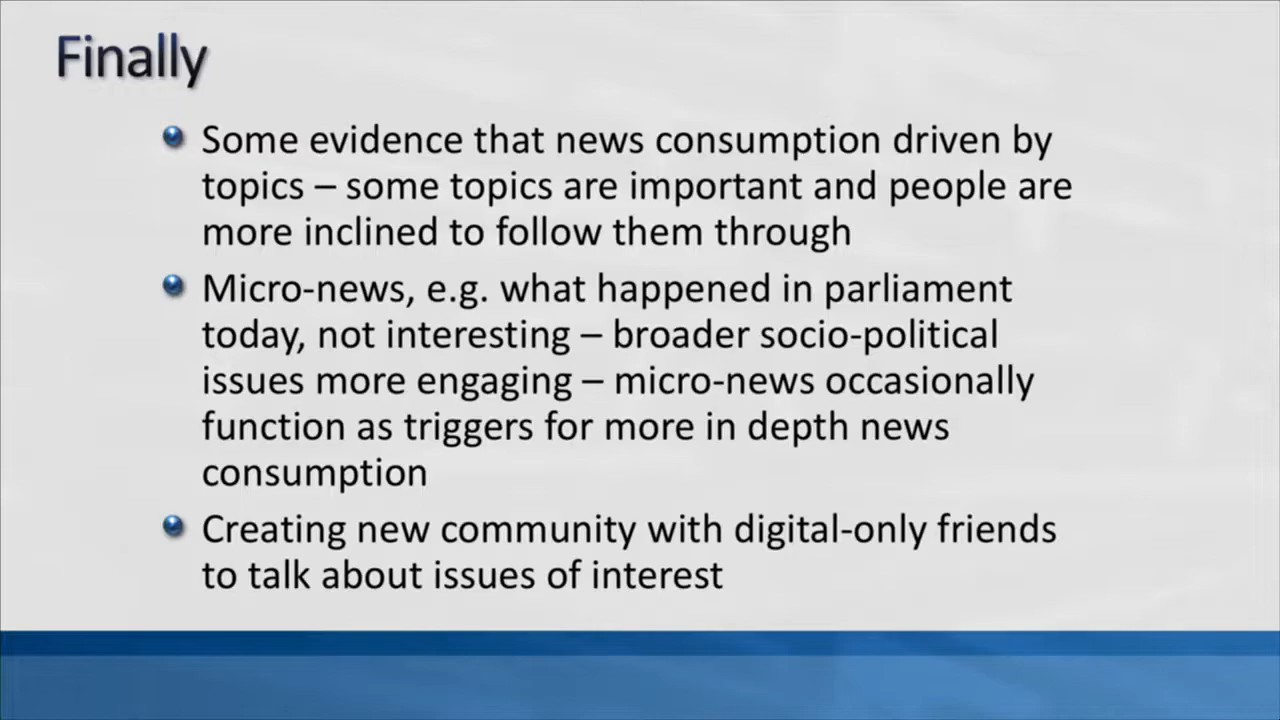 Finally
Some evidence that news consumption driven by
topics – some topics are important and people are
more inclined to follow them through
Micro-news, e.g. what happened in parliament
today, not interesting – broader socio-political
issues more engaging – micro-news occasionally
function as triggers for more in depth news
consumption
Creating new community with digital-only friends
to talk about issues of interest